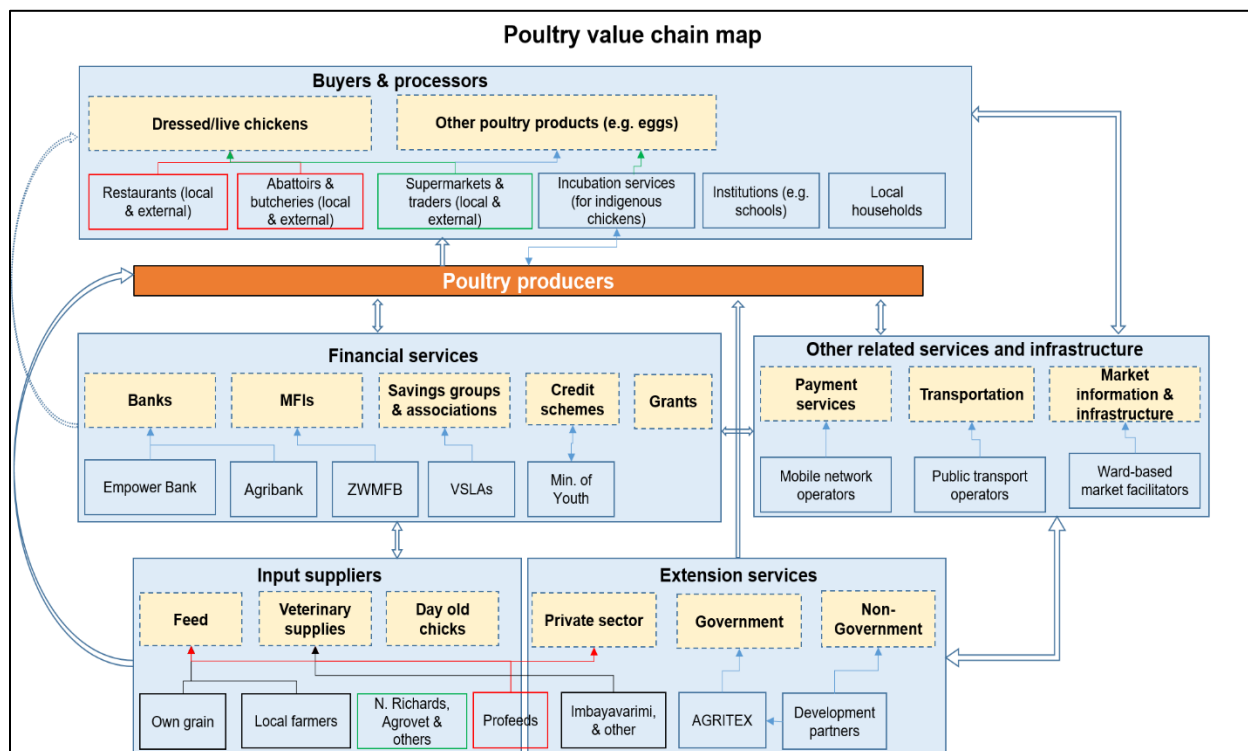 Poultry value chain map
Buyers & processors
Dressed/live chickens
Other poultry products (e.g. eggs)
Restaurants (local
& external)
Abattoirs &
butcheries (local
& external)
Supermarkets &
traders (local &
external)
Incubation services
(for indigenous
chickens)
Institutions (e.g.
schools)
Local
households
Poultry producers
Financial services
Banks
MFIs
Savings groups
& associations
Credit
schemes
Grants
Empower Bank
Agribank
ZWMFB
VSLAs
Min. of
Youth
Other related services and infrastructure
Payment
services
Transportation
Market
information &
infrastructure
Mobile network
operators
Public transport
operators
Ward-based
market facilitators
Input suppliers
Feed
Veterinary
supplies
Day old
chicks
Own grain
Local farmers
N. Richards,
Agrovet &
others
Profeeds
Extension services
Private sector
Government
Non-
Government
Imbayavarimi,
& other
AGRITEX
Development
partners